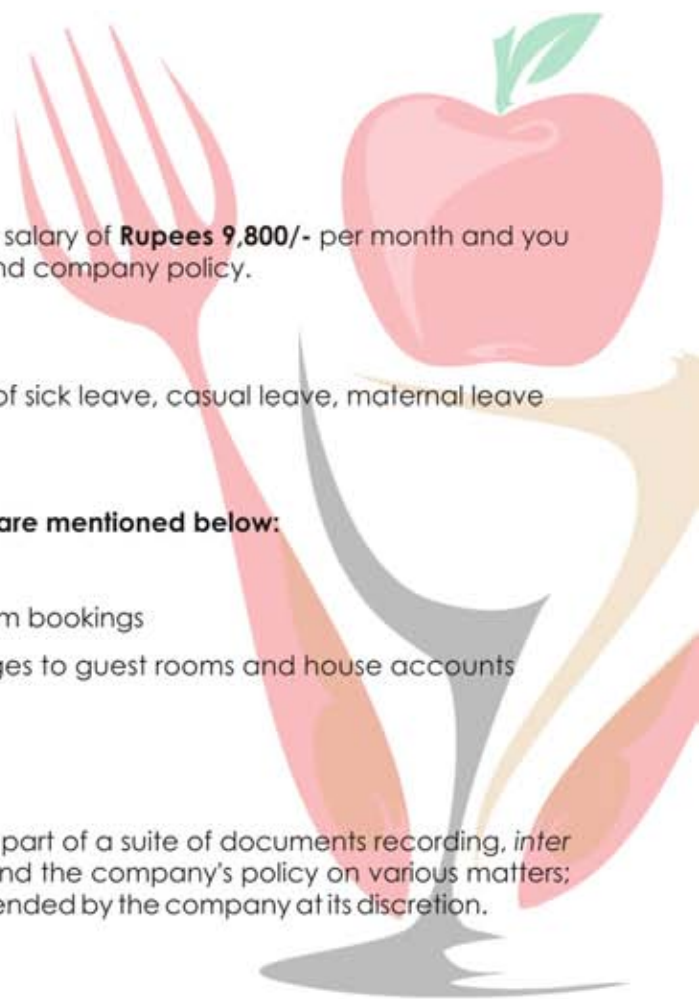 salary of Rupees 9,800/- per month and you
nd company policy.
of sick leave, casual leave, maternal leave
are mentioned below:
m bookings
ges to guest rooms and house accounts
part of a suite of documents recording, inter
nd the company's policy on various matters;
ended by the company at its discretion.